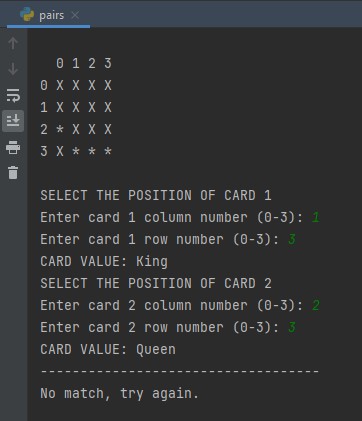 pairs
  0 1 2 3
0 X X X X
1 X X X X
2 * X X X
3 X * * *
SELECT THE POSITION OF CARD 1
Enter card 1 column number (0-3): 1
Enter card 1 row number (0-3): 3
CARD VALUE: King
SELECT THE POSITION OF CARD 2
Enter card 2 column number (0-3): 2
Enter card 2 row number (0-3): 3
CARD VALUE: Queen
----------------------------------
No match, try again.